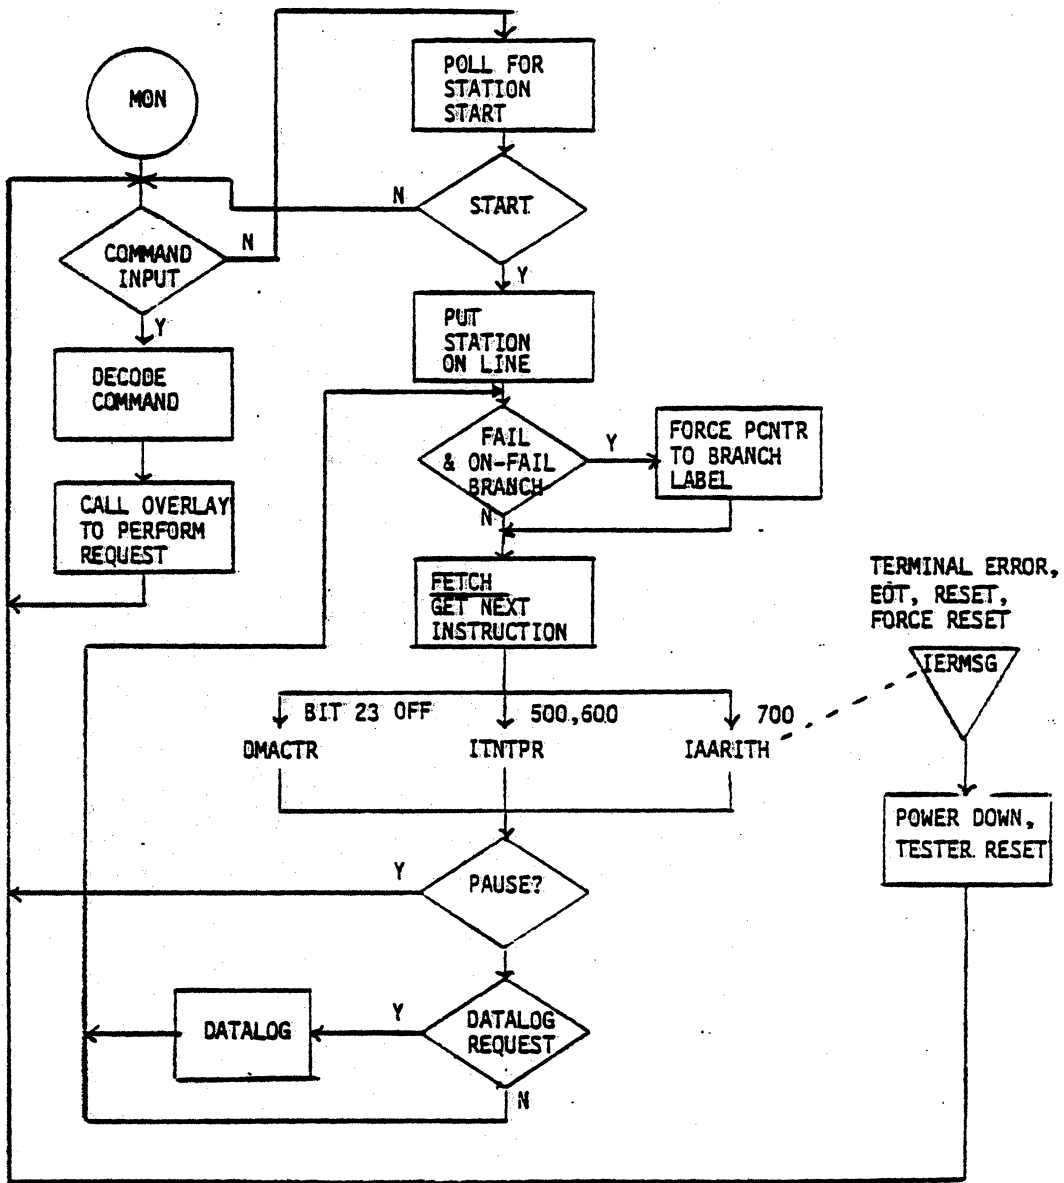 MON
COMMAND
INPUT
N
Y
DECODE
COMMAND
CALL OVERLAY
TO PERFORM
REQUEST
POLL FOR
STATION
START
START
N
Y
PUT
STATION
ON LINE
FAIL
& ON-FAIL
BRANCH
Y
N
FORCE PCNTR
TO BRANCH
LABEL
FETCH
GET NEXT
INSTRUCTION
BIT 23 OFF
500,600
700
DMACTR
ITNTPR
IAARITH
TERMINAL ERROR,
EOT, RESET,
FORCE RESET
IERMSG
POWER DOWN,
TESTER RESET
PAUSE?
Y
DATALOG
REQUEST
Y
N
DATALOG